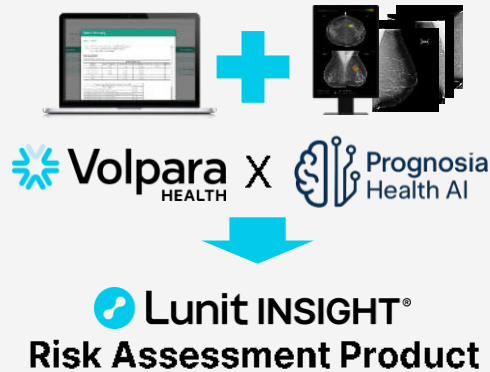 Volpara
HEALTH
X
Prognosia
Health AI
Lunit INSIGHT®
Risk Assessment Product